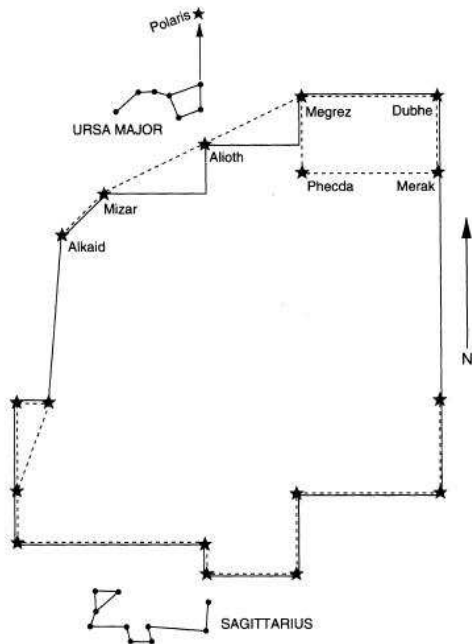 Polaris
URSA MAJOR
Megrez
Dubhe
Alioth
Phecda
Merak
Mizar
Alkaid
N
SAGITTARIUS